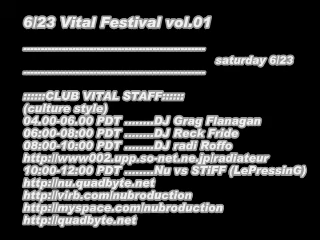 6/23 Vital Festival vol.01
saturday 6/23
::::::CLUB VITAL STAFF::::::
(culture style)
04.00-06.00 PDT ........DJ Grag Flanagan
06:00-08:00 PDT ........DJ Reck Fride
08:00-10:00 PDT ........DJ radi Roffo
http://www002.upp.so-net.ne.jp/radiateur
10:00-12:00 PDT ........Nu vs STiFF (LePressinG)
http://nu.quadbyte.net
http://virb.com/nubroduction
http://myspace.com/nubroduction
http://quadbyte.net